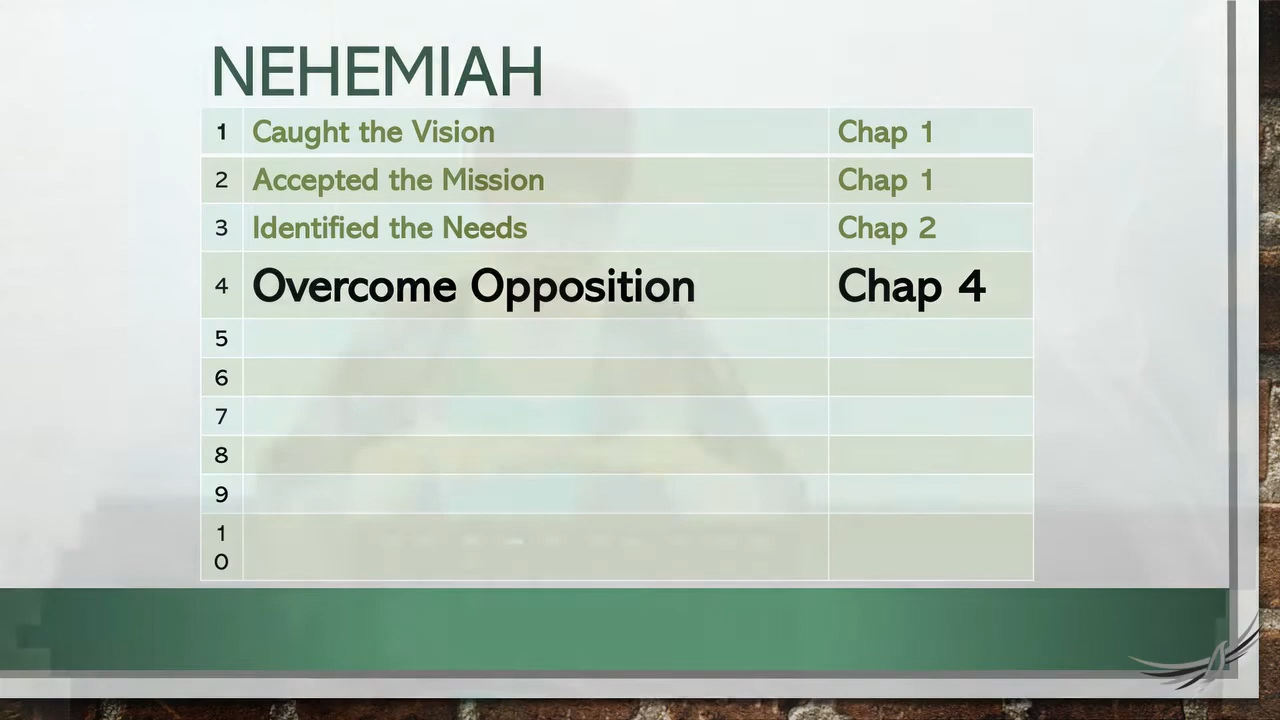 NEHEMIAH
1 Caught the Vision Chap 1
2 Accepted the Mission Chap 1
3 Identified the Needs Chap 2
4 Overcome Opposition Chap 4
5
6
7
8
9
1
0